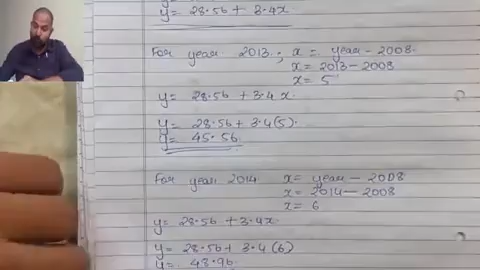 y = 28.56 + 3.4x
For year 2013; x = year - 2008.
x = 2013 - 2008
x = 5
y = 28.56 + 3.4x.
y = 28.56 + 3.4(5).
y = 45.56
For year 2014 x = year - 2008
x = 2014 - 2008
x = 6
y = 28.56 + 3.4x.
y = 28.56 + 3.4(6)
y = 48.96